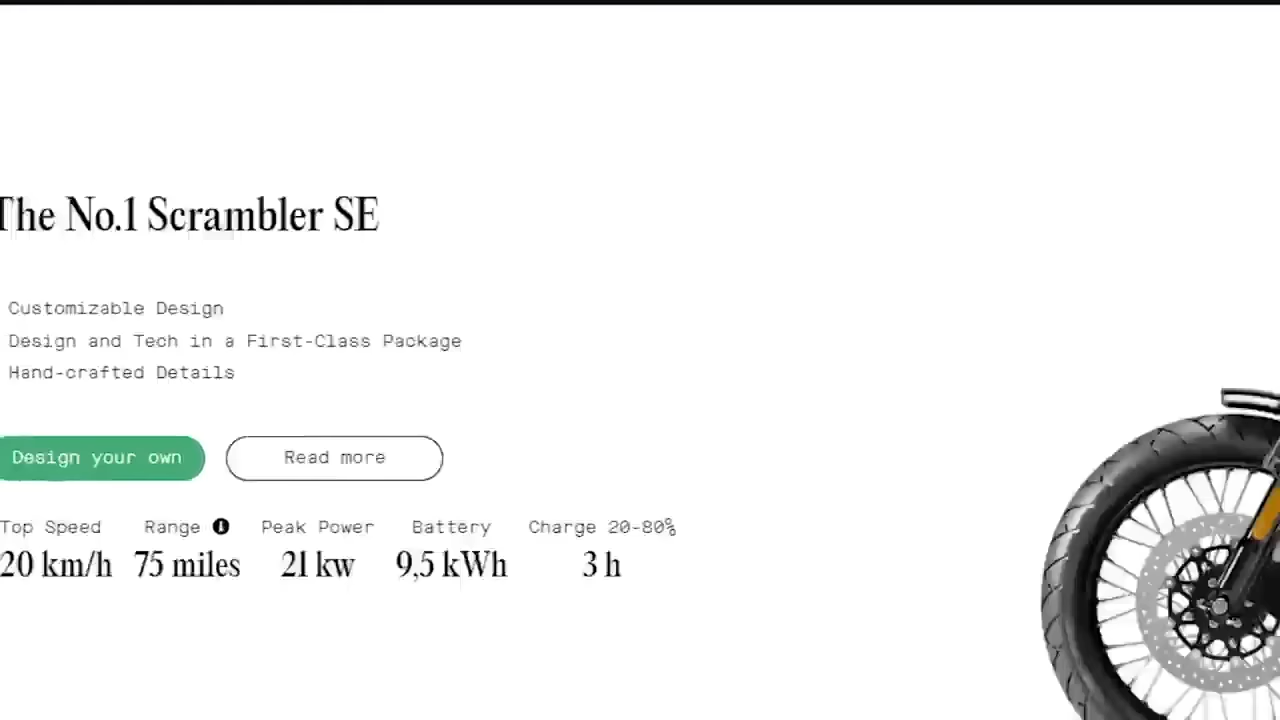 The No.1 Scrambler SE
Customizable Design
Design and Tech in a First-Class Package
Hand-crafted Details
Design your own
Read more
Top Speed Range Peak Power Battery Charge 20-80%
20 km/h 75 miles 21 kw 9,5 kWh 3 h